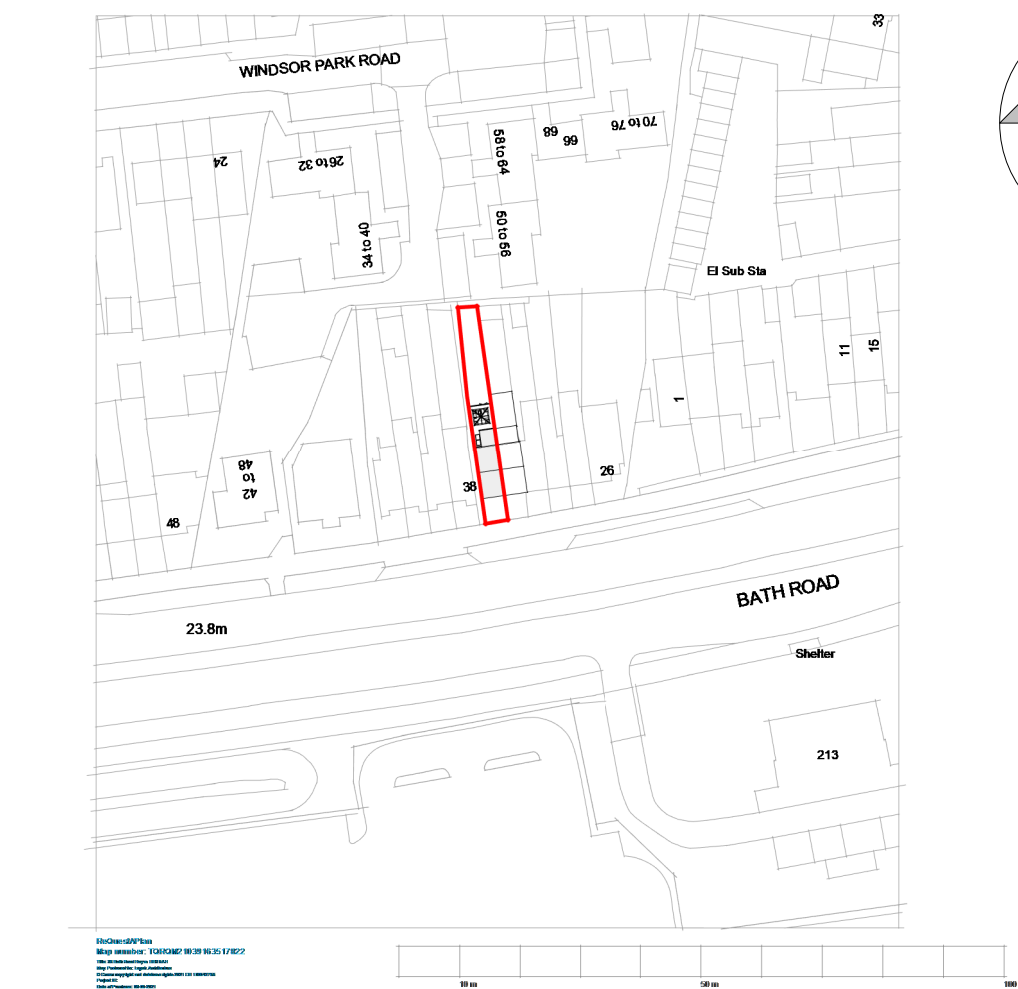 33
WINDSOR PARK ROAD
24
26 to 32
58 to 64
68
66
70 to 76
34 to 40
50 to 56
El Sub Sta
1
11
15
38
26
48
42
to
48
BATH ROAD
23.8m
Shelter
213
ReQuestAPlan
10 m
50 m
100